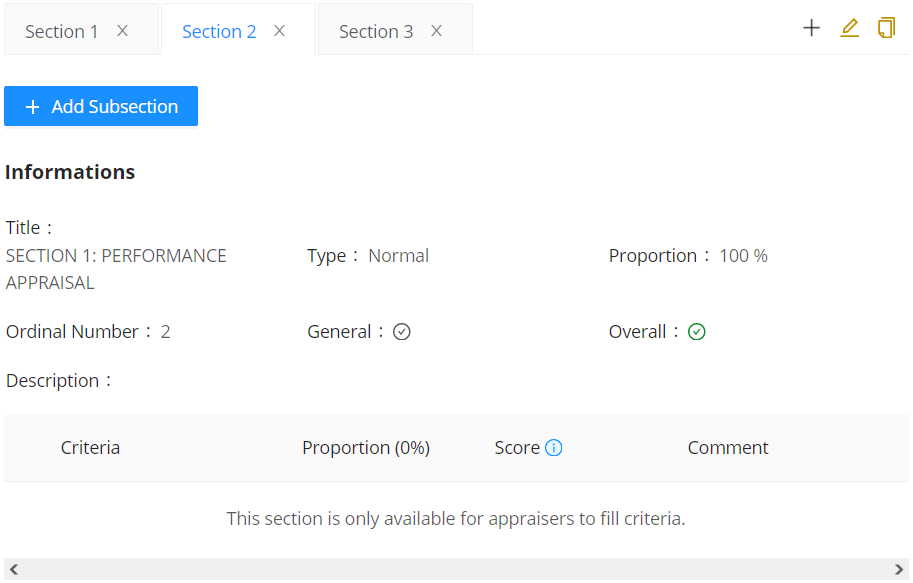 Section 1
Section 2
Section 3
Add Subsection
Informations
Title :
SECTION 1: PERFORMANCE
APPRAISAL
Type : Normal
Proportion : 100 %
Ordinal Number : 2
General :
Overall :
Description :
Criteria
Proportion (0%)
Score
Comment
This section is only available for appraisers to fill criteria.